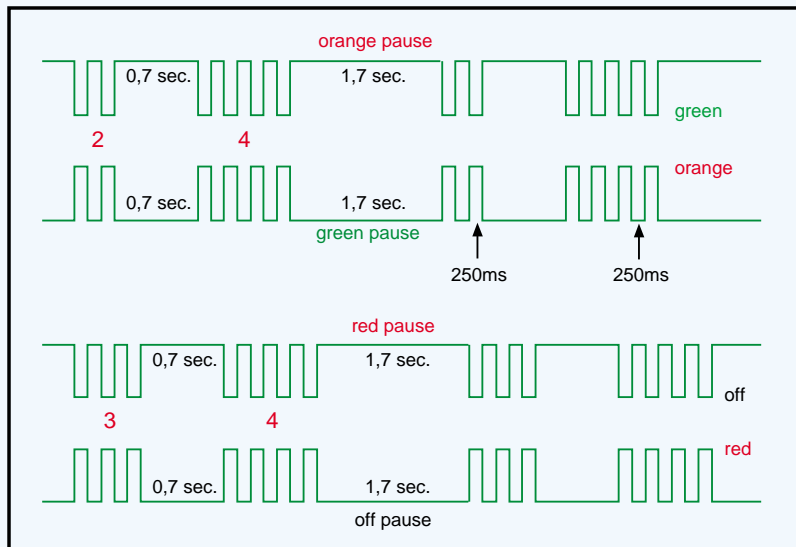 orange pause
0,7 sec. 1,7 sec.
green
2 4
orange
0,7 sec. 1,7 sec.
green pause
250ms 250ms
red pause
0,7 sec. 1,7 sec.
off
3 4
red
0,7 sec. 1,7 sec.
off pause